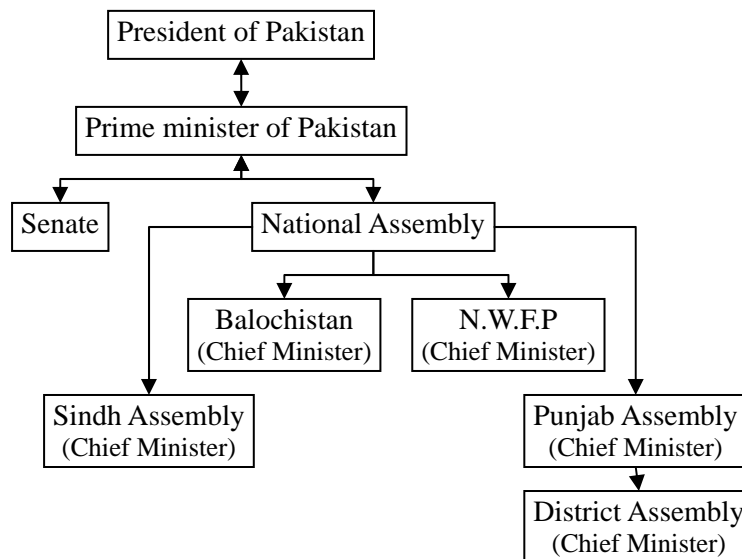 President of Pakistan
Prime minister of Pakistan
Senate
National Assembly
Balochistan
(Chief Minister)
N.W.F.P
(Chief Minister)
Sindh Assembly
(Chief Minister)
Punjab Assembly
(Chief Minister)
District Assembly
(Chief Minister)